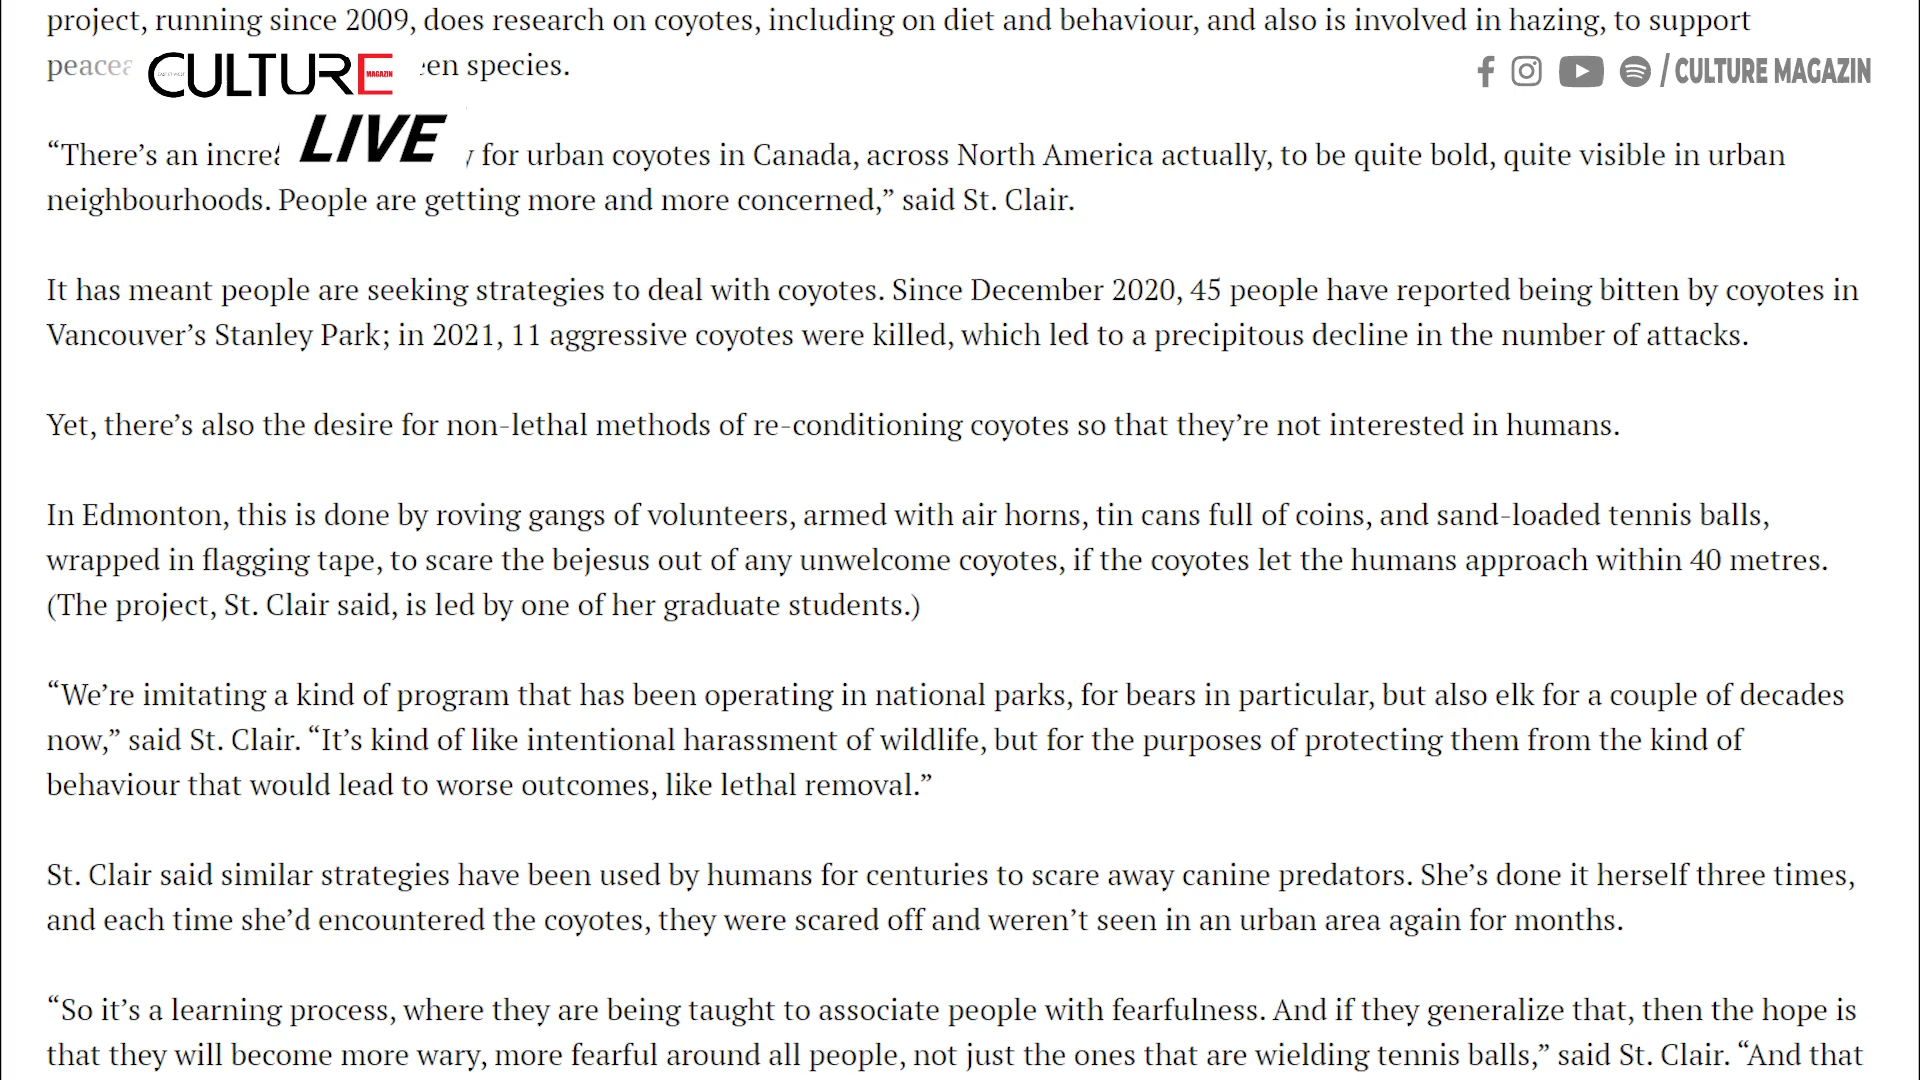 project, running since 2009, does research on coyotes, including on diet and behaviour, and also is involved in hazing, to support
species.
CULTURE MAGAZIN
LIVE
/ CULTURE MAGAZIN
“There’s an for urban coyotes in Canada, across North America actually, to be quite bold, quite visible in urban
neighbourhoods. People are getting more and more concerned,” said St. Clair.
It has meant people are seeking strategies to deal with coyotes. Since December 2020, 45 people have reported being bitten by coyotes in
Vancouver’s Stanley Park; in 2021, 11 aggressive coyotes were killed, which led to a precipitous decline in the number of attacks.
Yet, there’s also the desire for non-lethal methods of re-conditioning coyotes so that they’re not interested in humans.
In Edmonton, this is done by roving gangs of volunteers, armed with air horns, tin cans full of coins, and sand-loaded tennis balls,
wrapped in flagging tape, to scare the bejesus out of any unwelcome coyotes, if the coyotes let the humans approach within 40 metres.
(The project, St. Clair said, is led by one of her graduate students.)
“We’re imitating a kind of program that has been operating in national parks, for bears in particular, but also elk for a couple of decades
now,” said St. Clair. “It’s kind of like intentional harassment of wildlife, but for the purposes of protecting them from the kind of
behaviour that would lead to worse outcomes, like lethal removal.”
St. Clair said similar strategies have been used by humans for centuries to scare away canine predators. She’s done it herself three times,
and each time she’d encountered the coyotes, they were scared off and weren’t seen in an urban area again for months.
“So it’s a learning process, where they are being taught to associate people with fearfulness. And if they generalize that, then the hope is
that they will become more wary, more fearful around all people, not just the ones that are wielding tennis balls,” said St. Clair. “And that